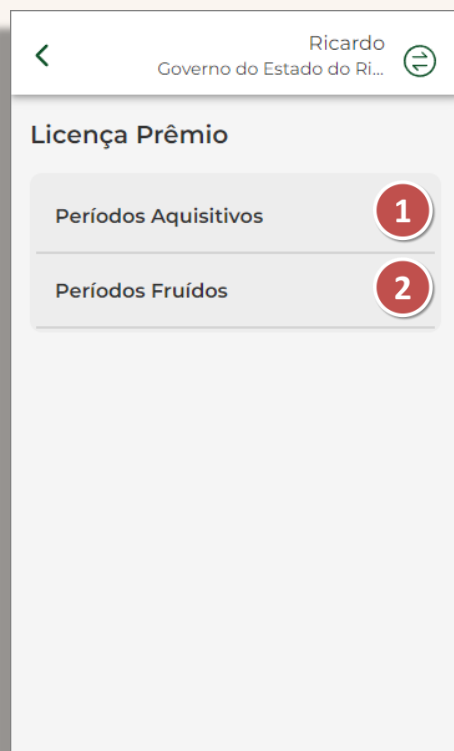 Ricardo
Governo do Estado do Ri...
Licença Prêmio
Períodos Aquisitivos
1
Períodos Fruídos
2